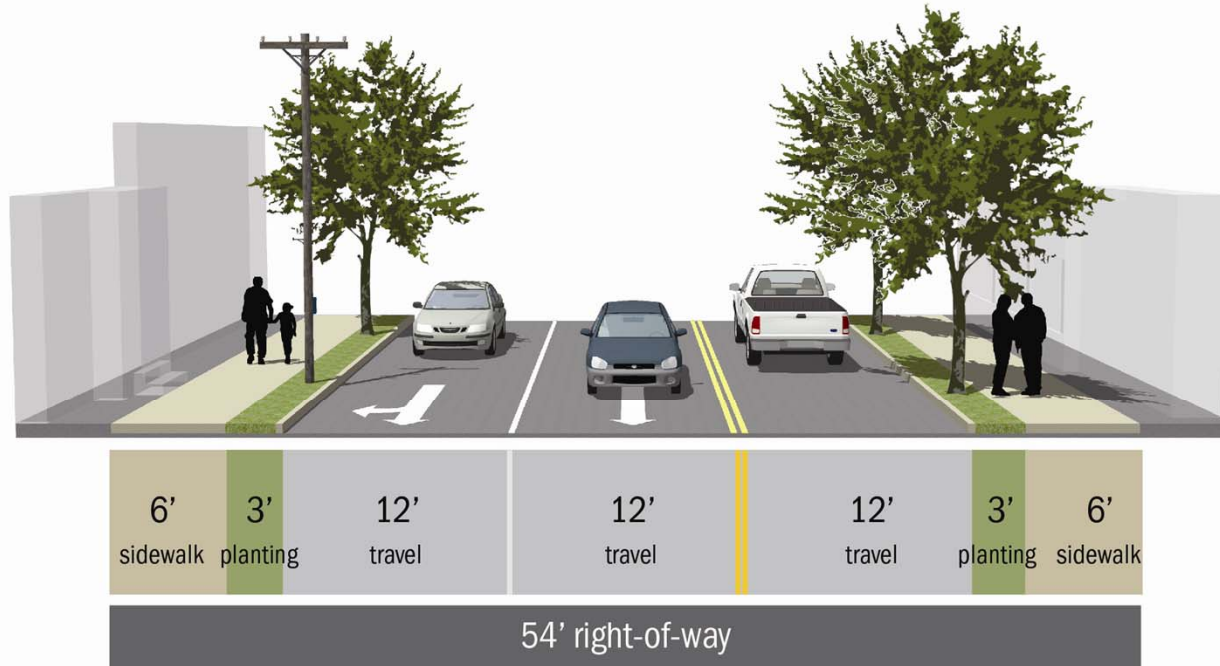 6’ 3’ 12’ 12’ 12’ 3’ 6’
sidewalk planting travel travel travel planting sidewalk
54’ right-of-way